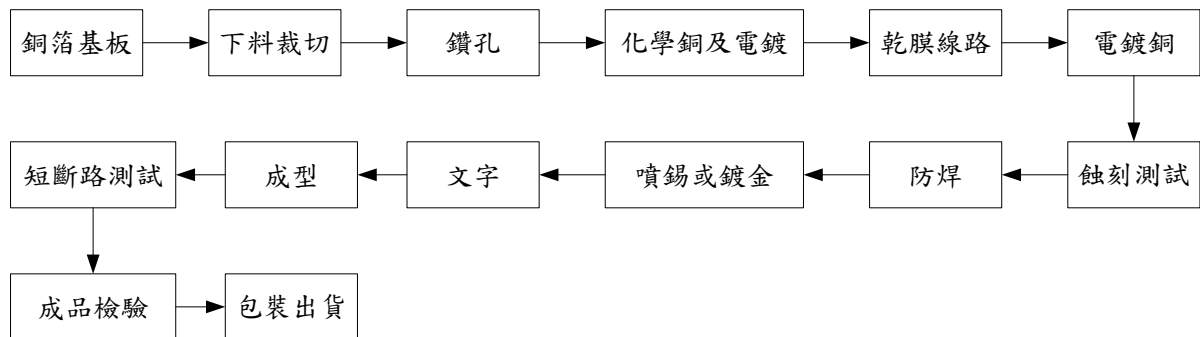 銅箔基板
下料裁切
鑽孔
化學銅及電鍍
乾膜線路
電鍍銅
蝕刻測試
防焊
噴錫或鍍金
文字
成型
短斷路測試
成品檢驗
包裝出貨